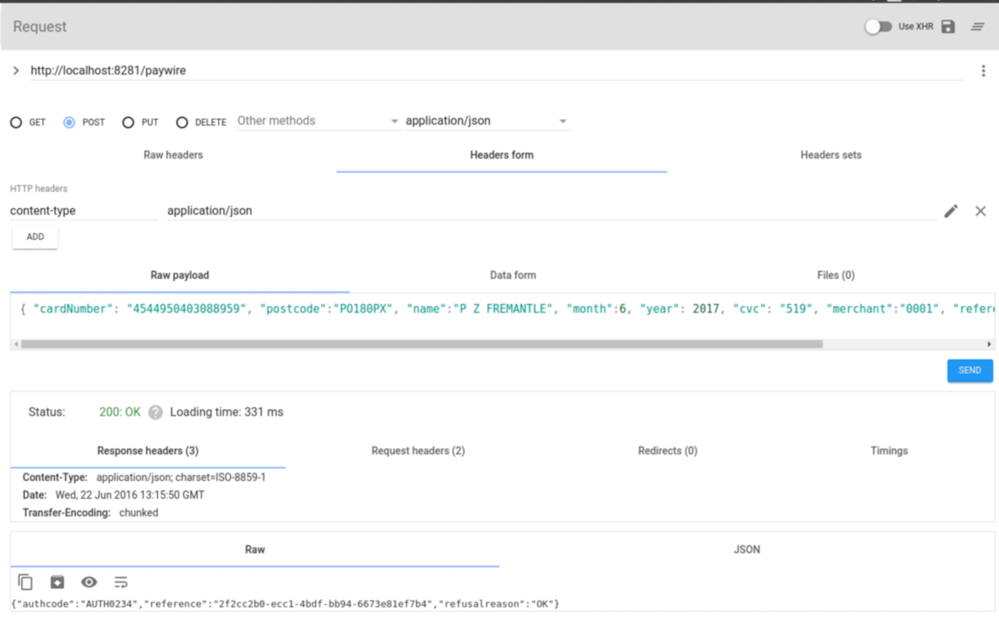 Request
Use XHR
http://localhost:8281/paywire
GET POST PUT DELETE Other methods application/json
Raw headers Headers form Headers sets
HTTP headers
content-type application/json
ADD
Raw payload Data form Files (0)
{ "cardNumber": "4544950403088959", "postcode":"PO180PX", "name":"P Z FREMANTLE", "month":6, "year": 2017, "cvc": "519", "merchant":"0001", "refere
SEND
Status: 200: OK Loading time: 331 ms
Response headers (3) Request headers (2) Redirects (0) Timings
Content-Type: application/json; charset=ISO-8859-1
Date: Wed, 22 Jun 2016 13:15:50 GMT
Transfer-Encoding: chunked
Raw JSON
{"authcode":"AUTH0234","reference":"2f2cc2b0-ecc1-4bdf-bb94-6673e81ef7b4","refusalreason":"OK"}